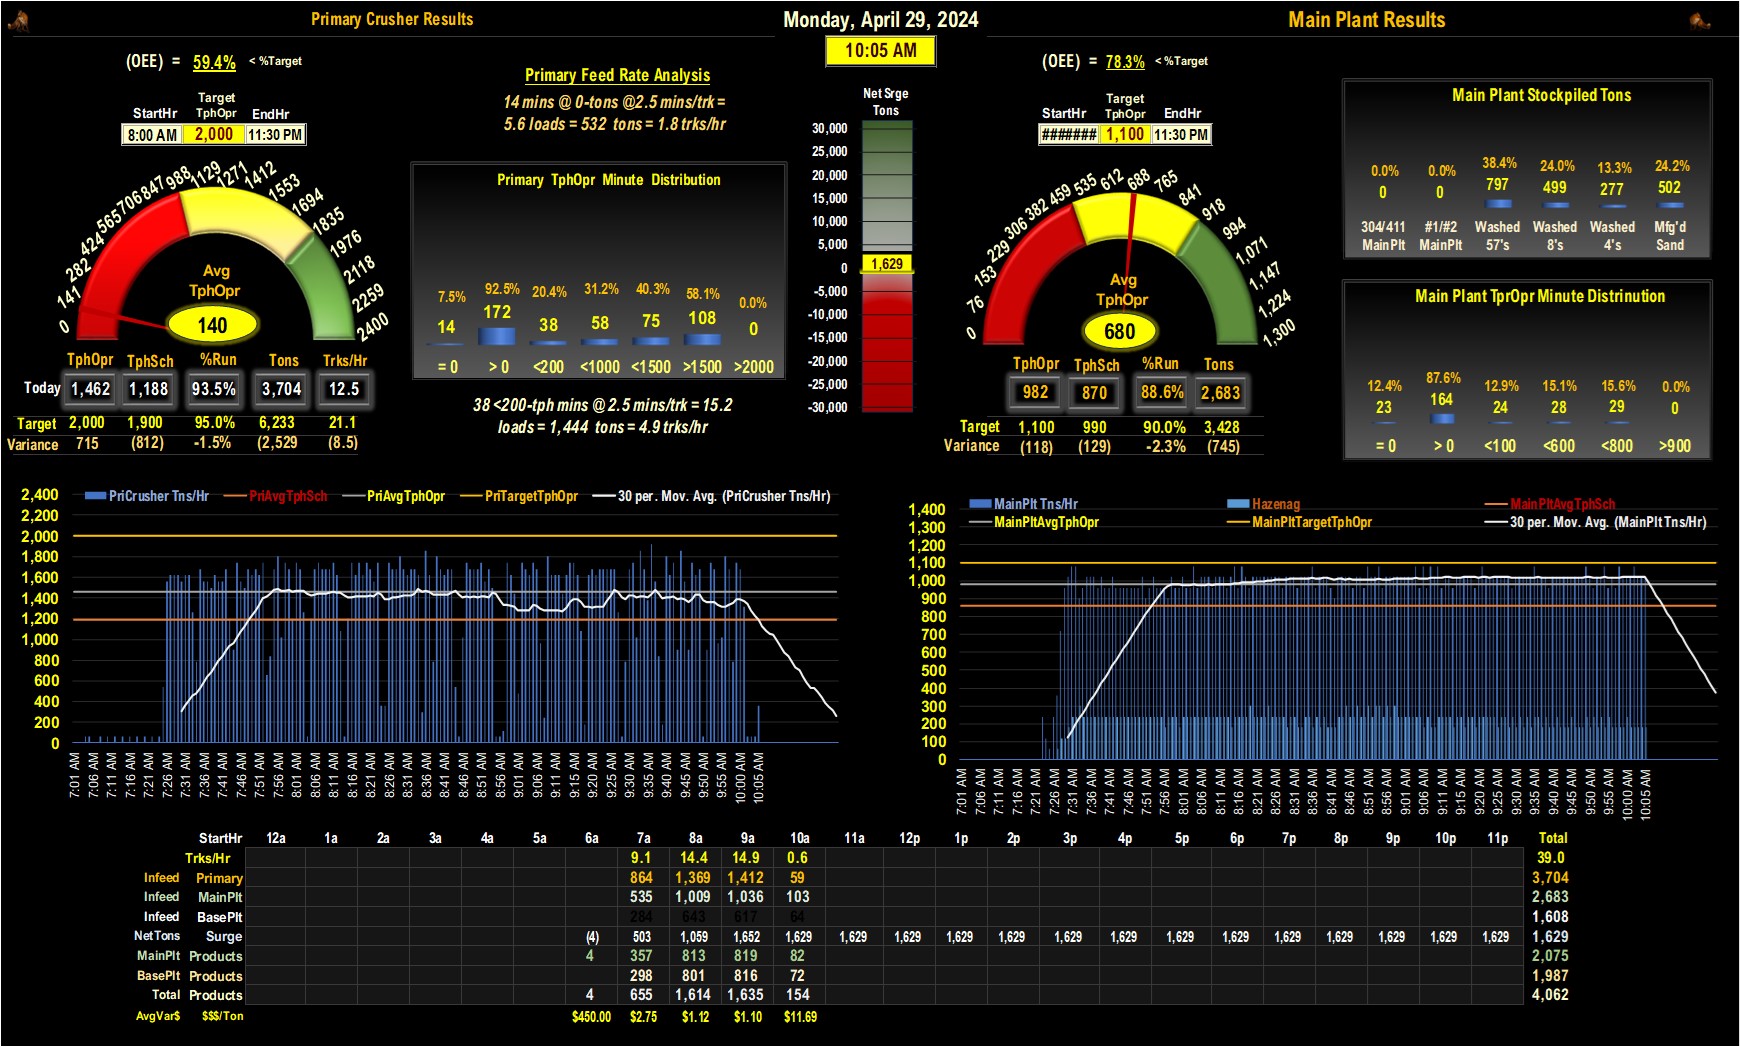 Primary Crusher Results
Monday, April 29, 2024
Main Plant Results
10:05 AM
(OEE) = 59.4% < %Target
Target
StartHr TphOpr EndHr
8:00 AM 2,000 11:30 PM
0 141 282 424 565 706 847 988 1129 1271 1412 1553 1694 1835 1976 2118 2259 2400
Avg
TphOpr
140
TphOpr TphSch %Run Tons Trks/Hr
Today 1,462 1,188 93.5% 3,704 12.5
Target 2,000 1,900 95.0% 6,233 21.1
Variance 715 (812) -1.5% (2,529 (8.5)
Primary Feed Rate Analysis
14 mins @ 0-tons @2.5 mins/trk =
5.6 loads = 532 tons = 1.8 trks/hr
Primary TphOpr Minute Distribution
7.5% 92.5% 20.4% 31.2% 40.3% 58.1% 0.0%
14 172 38 58 75 108 0
= 0 > 0 <200 <1000 <1500 >1500 >2000
38 <200-tph mins @ 2.5 mins/trk = 15.2
loads = 1,444 tons = 4.9 trks/hr
Net Srge
Tons
30,000
25,000
20,000
15,000
10,000
5,000
0
-5,000
-10,000
-15,000
-20,000
-25,000
-30,000
1,629
(OEE) = 78.3% < %Target
Target
StartHr TphOpr EndHr
####### 1,100 11:30 PM
0 76 153 229 306 382 459 535 612 688 765 841 918 994 1,071 1,147 1,224 1,300
Avg
TphOpr
680
TphOpr TphSch %Run Tons
982 870 88.6% 2,683
Target 1,100 990 90.0% 3,428
Variance (118) (129) -2.3% (745)
Main Plant Stockpiled Tons
0.0% 0.0% 38.4% 24.0% 13.3% 24.2%
0 0 797 499 277 502
304/411 #1/#2 Washed Washed Washed Mfg'd
MainPlt MainPlt 57's 8's 4's Sand
Main Plant TprOpr Minute Distrinution
12.4% 87.6% 12.9% 15.1% 15.6% 0.0%
23 164 24 28 29 0
= 0 > 0 <100 <600 <800 >900
PriCrusher Tns/Hr PriAvgTphSch PriAvgTphOpr PriTargetTphOpr 30 per. Mov. Avg. (PriCrusher Tns/Hr)
2,400
2,200
2,000
1,800
1,600
1,400
1,200
1,000
800
600
400
200
0
7:01 AM 7:06 AM 7:11 AM 7:16 AM 7:21 AM 7:26 AM 7:31 AM 7:36 AM 7:41 AM 7:46 AM 7:51 AM 7:56 AM 8:01 AM 8:06 AM 8:11 AM 8:16 AM 8:21 AM 8:26 AM 8:31 AM 8:36 AM 8:41 AM 8:46 AM 8:51 AM 8:56 AM 9:01 AM 9:06 AM 9:11 AM 9:15 AM 9:20 AM 9:25 AM 9:30 AM 9:35 AM 9:40 AM 9:45 AM 9:50 AM 9:55 AM 10:00 AM 10:05 AM
MainPlt Tns/Hr Hazenag MainPltAvgTphSch
MainPltAvgTphOpr MainPltTargetTphOpr 30 per. Mov. Avg. (MainPlt Tns/Hr)
1,400
1,300
1,200
1,100
1,000
900
800
700
600
500
400
300
200
100
0
7:01 AM 7:06 AM 7:11 AM 7:16 AM 7:21 AM 7:26 AM 7:31 AM 7:36 AM 7:41 AM 7:46 AM 7:51 AM 7:56 AM 8:01 AM 8:06 AM 8:11 AM 8:16 AM 8:21 AM 8:26 AM 8:31 AM 8:36 AM 8:41 AM 8:46 AM 8:51 AM 8:56 AM 9:01 AM 9:06 AM 9:11 AM 9:15 AM 9:20 AM 9:25 AM 9:30 AM 9:35 AM 9:40 AM 9:45 AM 9:50 AM 9:55 AM 10:00 AM 10:05 AM
StartHr 12a 1a 2a 3a 4a 5a 6a 7a 8a 9a 10a 11a 12p 1p 2p 3p 4p 5p 6p 7p 8p 9p 10p 11p Total
Trks/Hr 9.1 14.4 14.9 0.6 39.0
Infeed Primary 864 1,369 1,412 59 3,704
Infeed MainPlt 535 1,009 1,036 103 2,683
Infeed BasePlt 284 643 617 64 1,608
NetTons Surge (4) 503 1,059 1,652 1,629 1,629 1,629 1,629 1,629 1,629 1,629 1,629 1,629 1,629 1,629 1,629 1,629 1,629 1,629
MainPlt Products 4 357 813 819 82 2,075
BasePlt Products 298 801 816 72 1,987
Total Products 4 655 1,614 1,635 154 4,062
AvgVar$ $$$/Ton $450.00 $2.75 $1.12 $1.10 $11.69